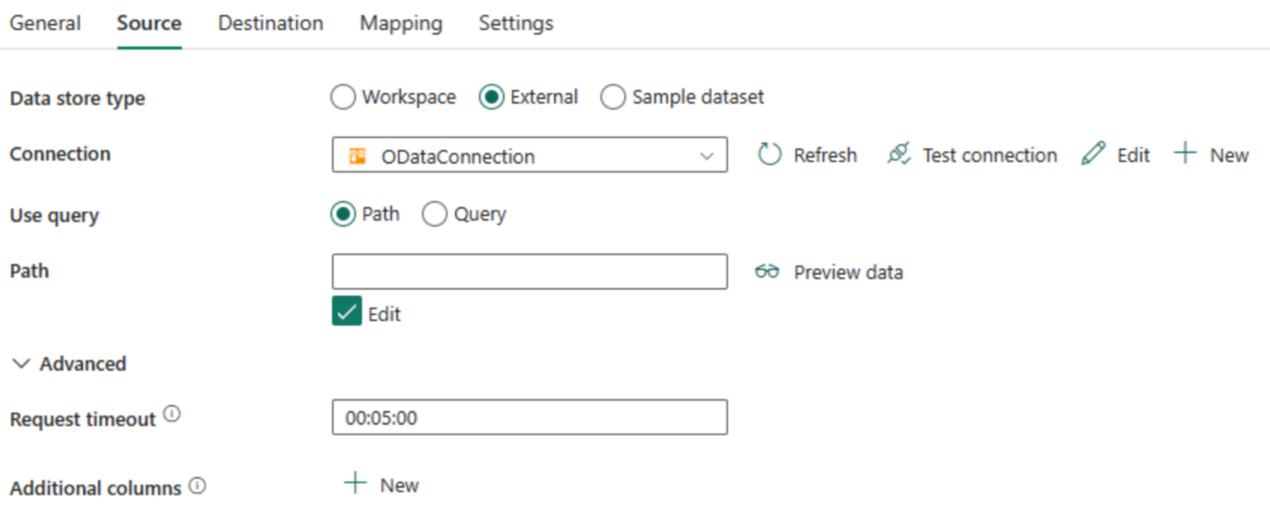 General Source Destination Mapping Settings
Data store type Workspace External Sample dataset
Connection ODataConnection Refresh Test connection Edit New
Use query Path Query
Path Preview data
Edit
Advanced
Request timeout 00:05:00
Additional columns New